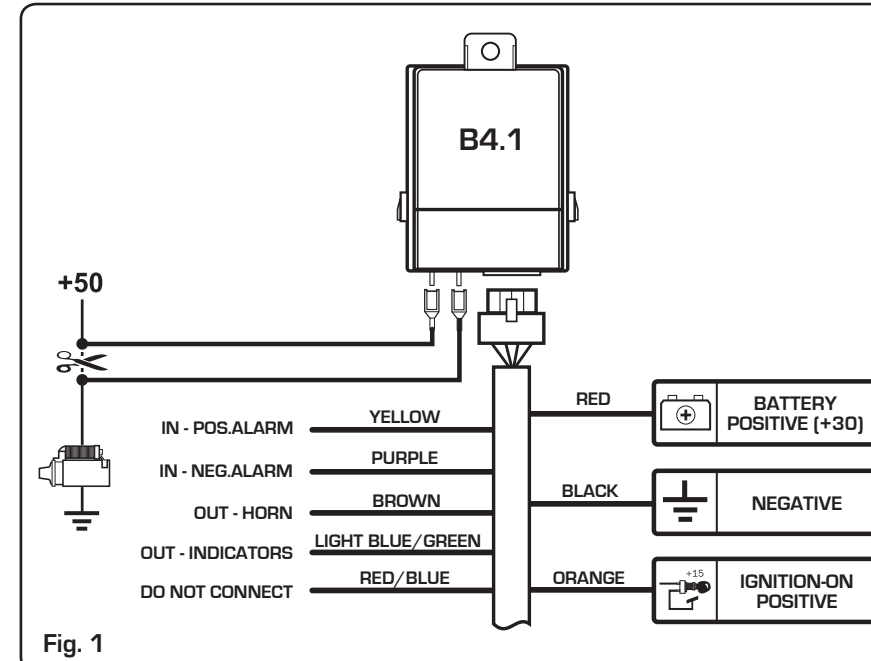 B4.1
+50
IN - POS.ALARM
YELLOW
IN - NEG.ALARM
PURPLE
OUT - HORN
BROWN
OUT - INDICATORS
LIGHT BLUE/GREEN
DO NOT CONNECT
RED/BLUE
RED
BATTERY
POSITIVE (+30)
BLACK
NEGATIVE
ORANGE
+15
IGNITION-ON
POSITIVE
Fig. 1